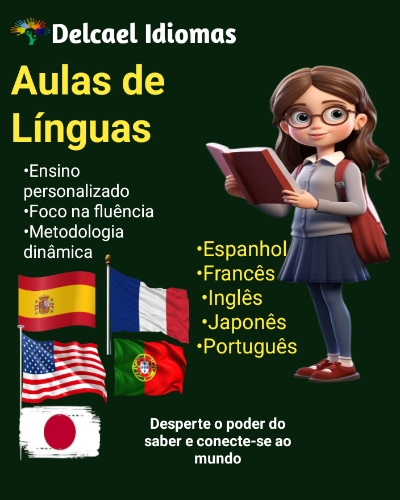 Delcael Idiomas
Aulas de
Línguas
•Ensino
personalizado
•Foco na fluência
•Metodologia
dinâmica
•Espanhol
•Francês
•Inglês
•Japonês
•Português
Desperte o poder do
saber e conecte-se ao
mundo